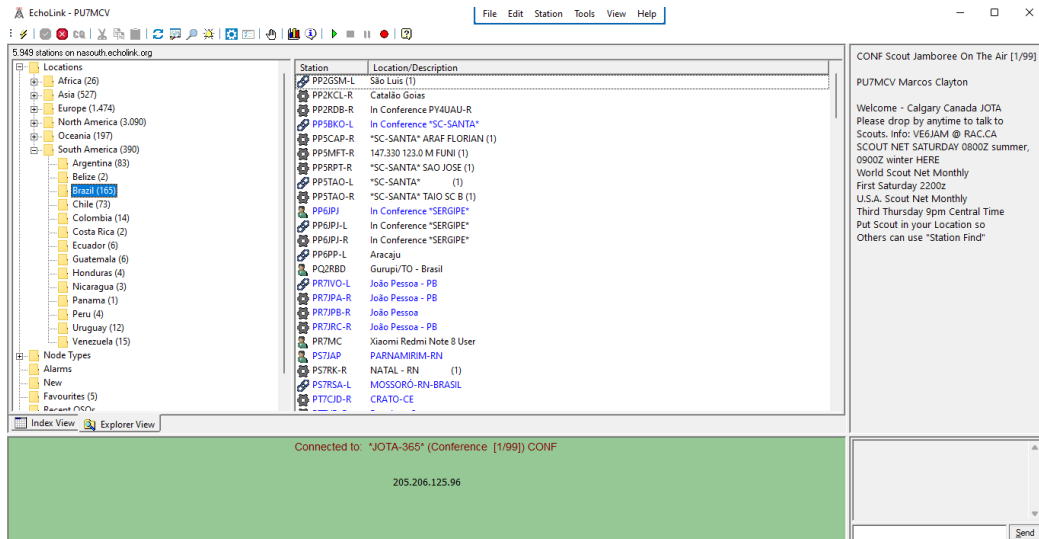 EchoLink - PU7MCV
File Edit Station Tools View Help
5.949 stations on nasouth.echolink.org
Locations
Africa (26)
Asia (527)
Europe (1.474)
North America (3.090)
Oceania (197)
South America (390)
Argentina (83)
Belize (2)
Brazil (165)
Chile (73)
Colombia (14)
Costa Rica (2)
Ecuador (6)
Guatemala (6)
Honduras (4)
Nicaragua (3)
Panama (1)
Peru (4)
Uruguay (12)
Venezuela (15)
Node Types
Alarms
New
Favourites (5)
Recent QSOs
Station Location/Description
PP2GSM-L São Luis (1)
PP2KCL-R Catalão Goias
PP2RDB-R In Conference PY4UAU-R
PP5BKO-L In Conference *SC-SANTA*
PP5CAP-R *SC-SANTA* ARAF FLORIAN (1)
PP5MFT-R 147.330 123.0 M FUNI (1)
PP5RPT-R *SC-SANTA* SAO JOSE (1)
PP5TAO-L *SC-SANTA* (1)
PP5TAO-R *SC-SANTA* TAIO SC B (1)
PP6JPJ In Conference *SERGIPE*
PP6JPJ-L In Conference *SERGIPE*
PP6JPJ-R In Conference *SERGIPE*
PP6PP-L Aracaju
PQ2RBD Gurupi/TO - Brasil
PR7IVO-L João Pessoa - PB
PR7JPA-R João Pessoa - PB
PR7JPB-R João Pessoa
PR7JRC-R João Pessoa - PB
PR7MC Xiaomi Redmi Note 8 User
PS7JAP PARNAMIRIM-RN
PS7RK-R NATAL - RN (1)
PS7RSA-L MOSSORÓ-RN-BRASIL
PT7CJD-R CRATO-CE
Index View Explorer View
CONF Scout Jamboree On The Air [1/99]
PU7MCV Marcos Clayton
Welcome - Calgary Canada JOTA
Please drop by anytime to talk to
Scouts. Info: VE6JAM @ RAC.CA
SCOUT NET SATURDAY 0800Z summer,
0900Z winter HERE
World Scout Net Monthly
First Saturday 2200z
U.S.A. Scout Net Monthly
Third Thursday 9pm Central Time
Put Scout in your Location so
Others can use "Station Find"
Connected to: *JOTA-365* (Conference [1/99]) CONF
205.206.125.96
Send